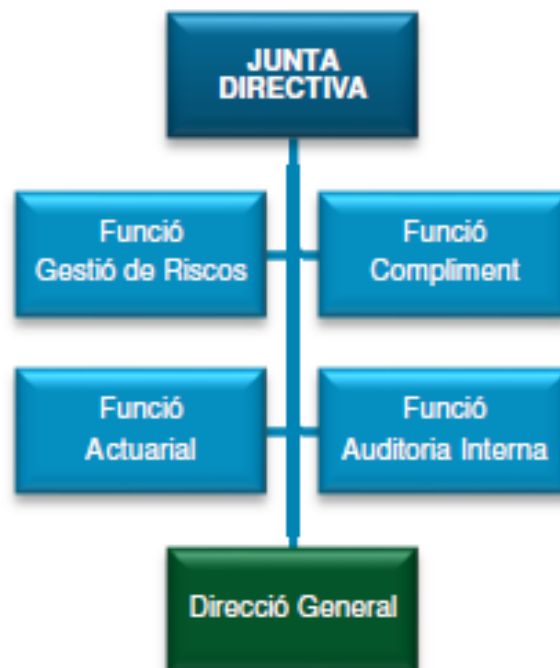 JUNTA
DIRECTIVA
Funció
Gestió de Riscos
Funció
Compliment
Funció
Actuarial
Funció
Auditoria Interna
Direcció General